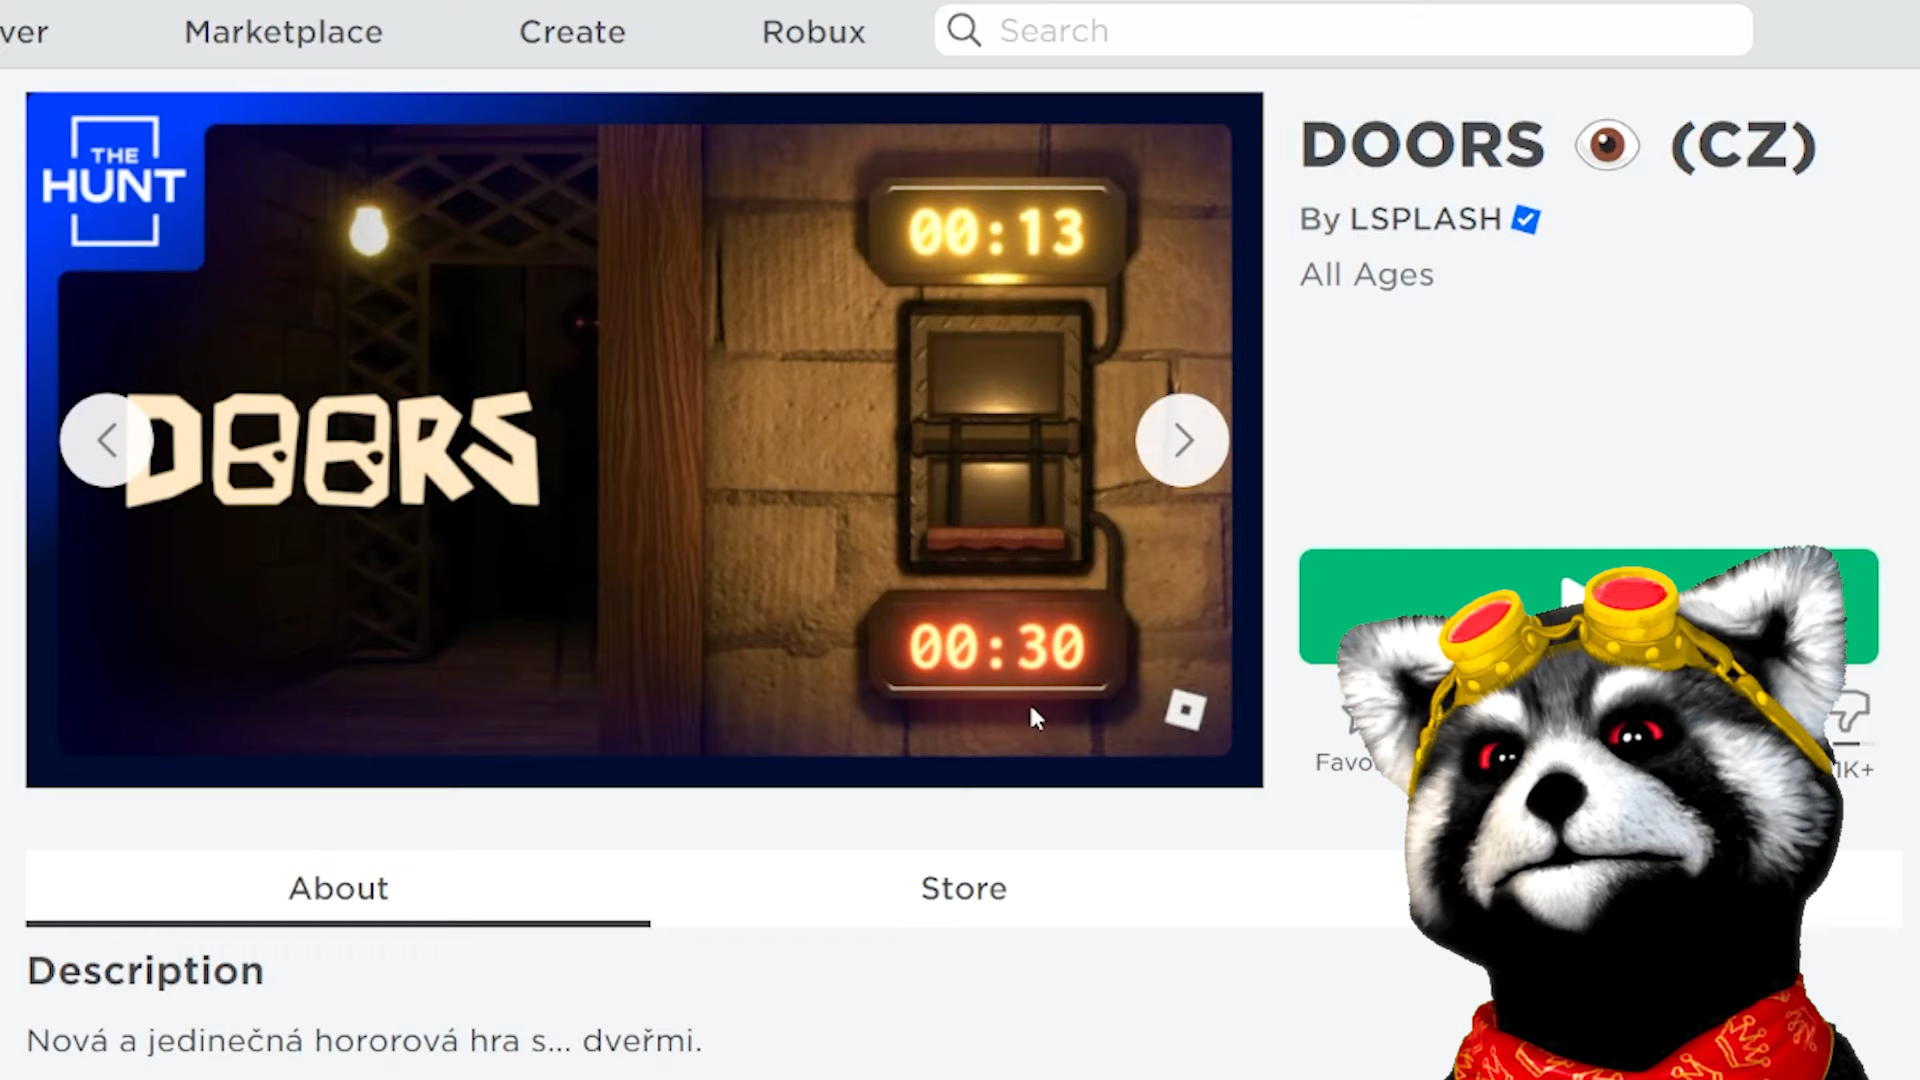 ver Marketplace Create Robux Search
THE
HUNT
DOORS
00:13
00:30
DOORS 👁 (CZ)
By LSPLASH
All Ages
1K+
About Store
Description
Nová a jedinečná hororová hra s... dveřmi.